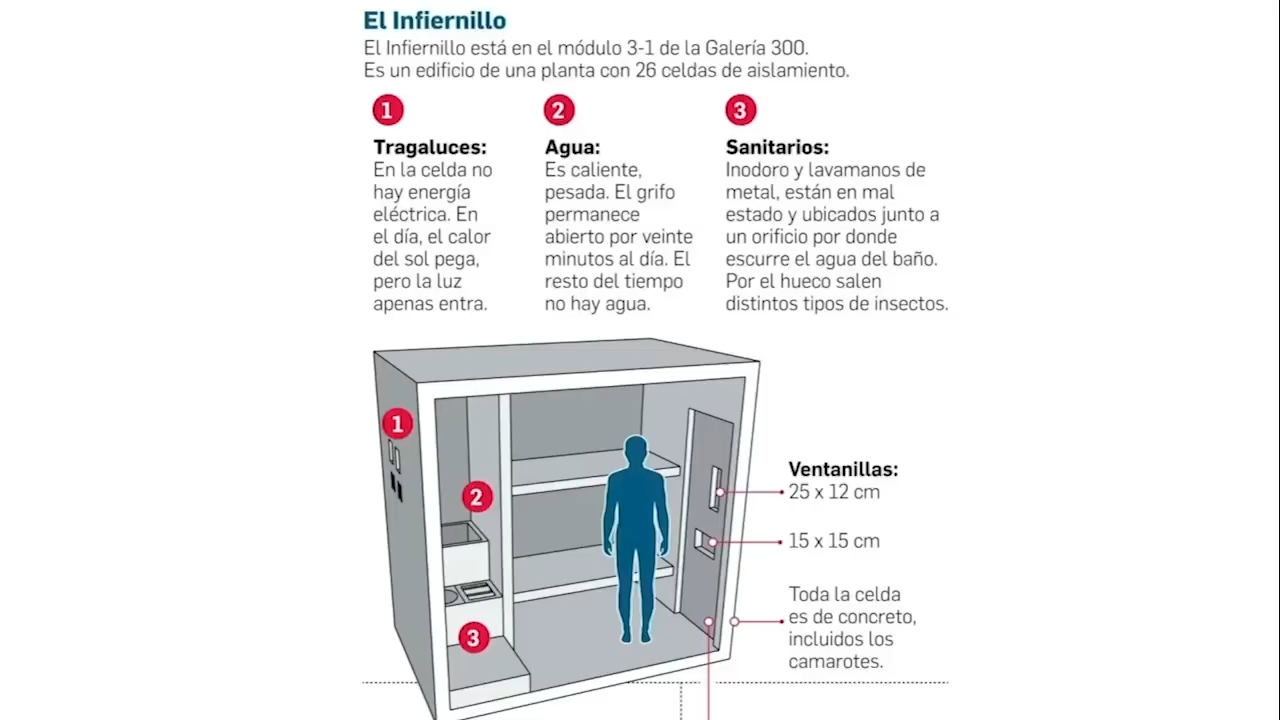 El Infiernillo
El Infiernillo está en el módulo 3-1 de la Galería 300.
Es un edificio de una planta con 26 celdas de aislamiento.
1
Tragaluces:
En la celda no
hay energía
eléctrica. En
el día, el calor
del sol pega,
pero la luz
apenas entra.
2
Agua:
Es caliente,
pesada. El grifo
permanece
abierto por veinte
minutos al día. El
resto del tiempo
no hay agua.
3
Sanitarios:
Inodoro y lavamanos de
metal, están en mal
estado y ubicados junto a
un orificio por donde
escurre el agua del baño.
Por el hueco salen
distintos tipos de insectos.
1
2
3
Ventanillas:
25 x 12 cm
15 x 15 cm
Toda la celda
es de concreto,
incluidos los
camarotes.